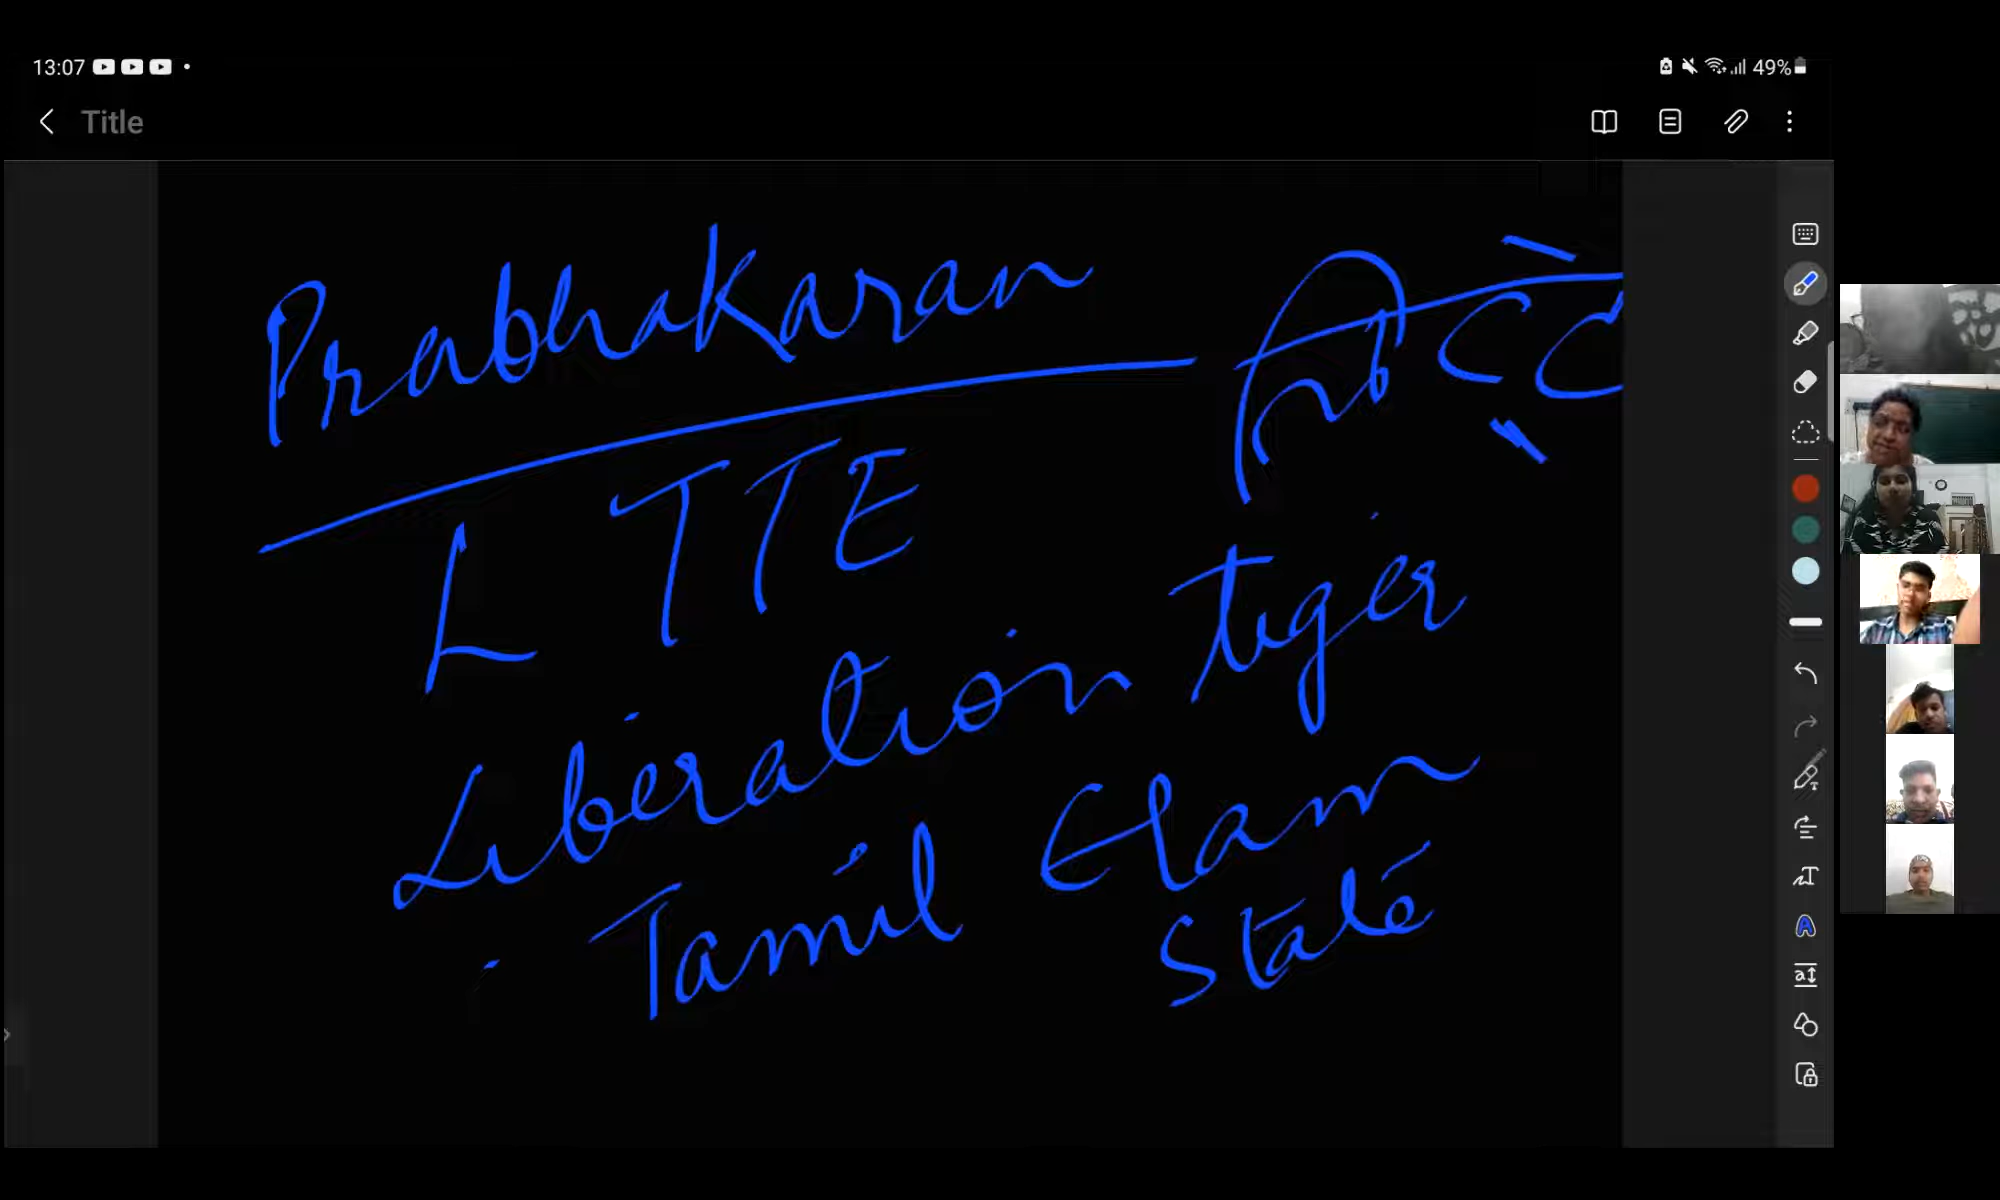 13:07
49%
Title
Prabhakaran
LTTE
Liberation tiger
Tamil Elam
State